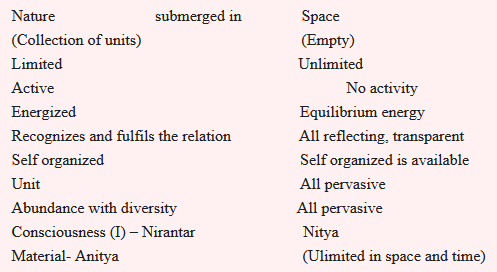 Nature submerged in Space
(Collection of units) (Empty)
Limited Unlimited
Active No activity
Energized Equilibrium energy
Recognizes and fulfils the relation All reflecting, transparent
Self organized Self organized is available
Unit All pervasive
Abundance with diversity All pervasive
Consciousness (I) – Nirantar Nitya
Material- Anitya (Ulimited in space and time)